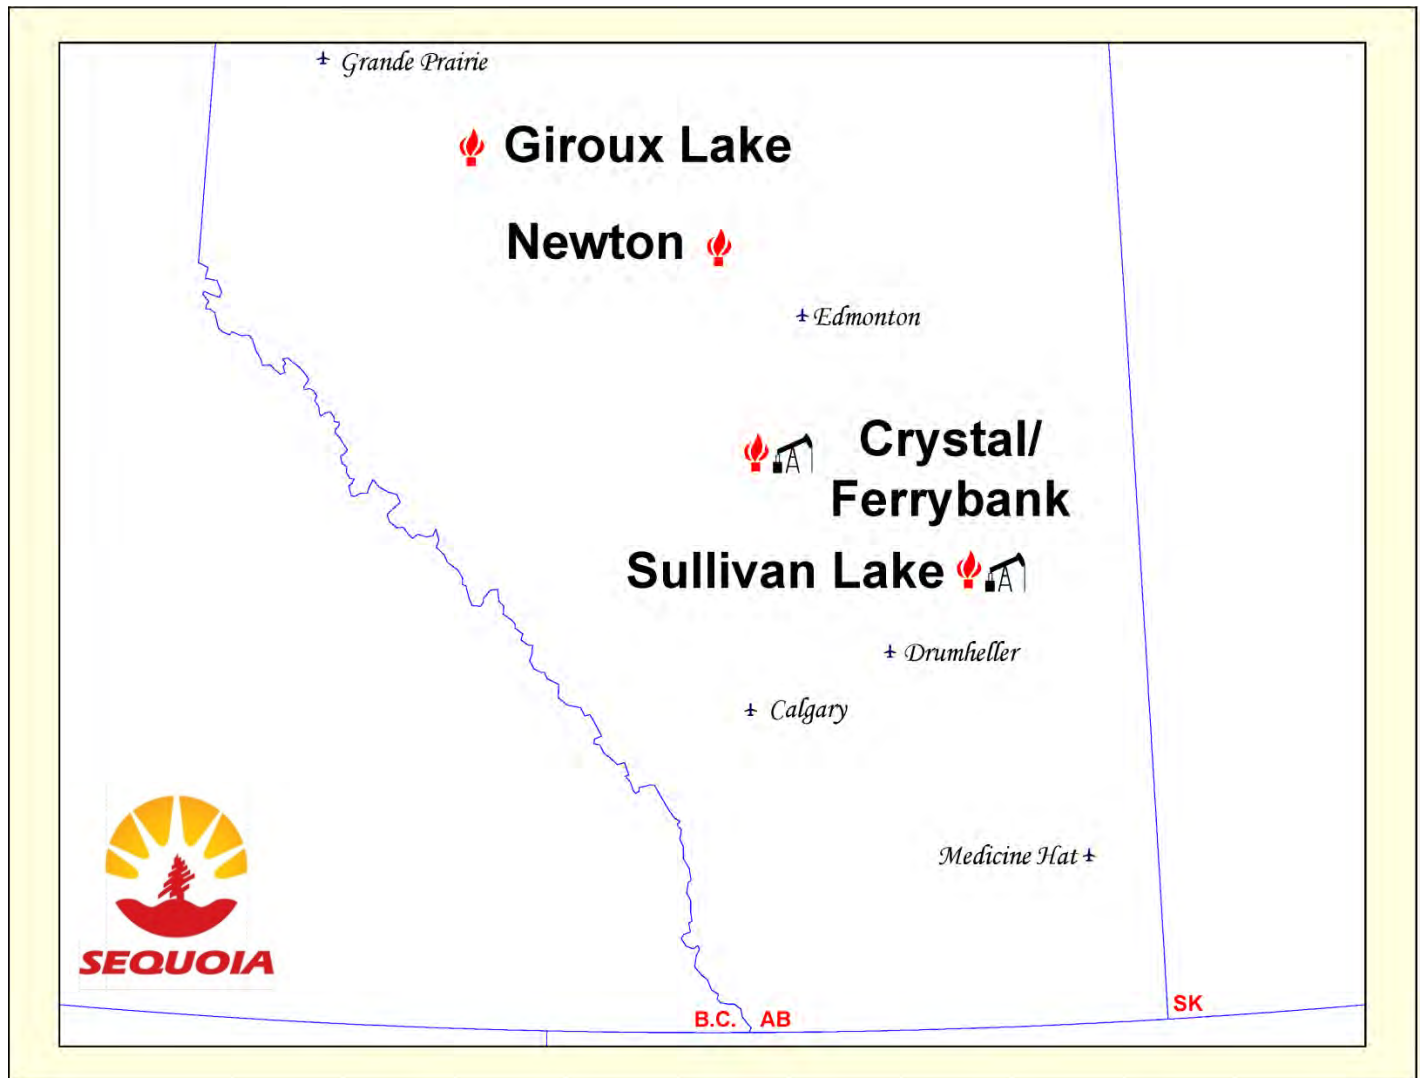 Grande Prairie
Giroux Lake
Newton
Edmonton
Crystal/
Ferrybank
Sullivan Lake
Drumheller
Calgary
Medicine Hat
SEQUOIA
B.C.
AB
SK